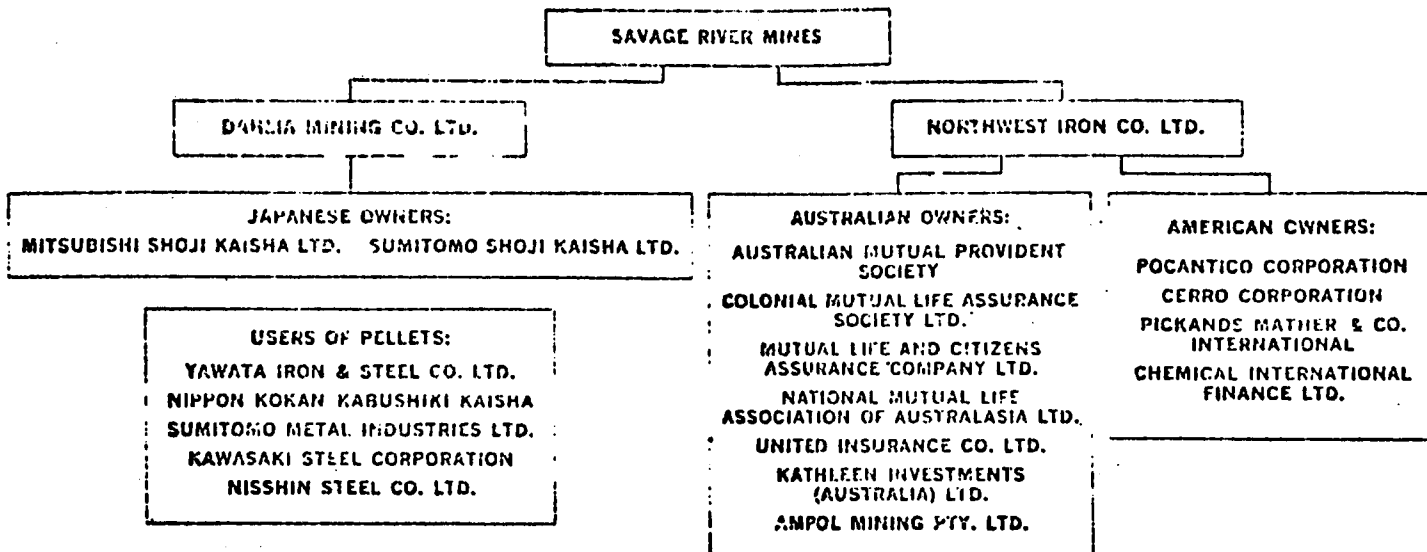 SAVAGE RIVER MINES
DAHLIA MINING CO. LTD.
NORTHWEST IRON CO. LTD.
JAPANESE OWNERS:
MITSUBISHI SHOJI KAISHA LTD. SUMITOMO SHOJI KAISHA LTD.
USERS OF PELLETS:
YAWATA IRON & STEEL CO. LTD.
NIPPON KOKAN KABUSHIKI KAISHA
SUMITOMO METAL INDUSTRIES LTD.
KAWASAKI STEEL CORPORATION
NISSHIN STEEL CO. LTD.
AUSTRALIAN OWNERS:
AUSTRALIAN MUTUAL PROVIDENT
SOCIETY
COLONIAL MUTUAL LIFE ASSURANCE
SOCIETY LTD.
MUTUAL LIFE AND CITIZENS
ASSURANCE COMPANY LTD.
NATIONAL MUTUAL LIFE
ASSOCIATION OF AUSTRALASIA LTD.
UNITED INSURANCE CO. LTD.
KATHLEEN INVESTMENTS
(AUSTRALIA) LTD.
AMPOL MINING PTY. LTD.
AMERICAN OWNERS:
POCANTICO CORPORATION
CERRO CORPORATION
PICKANDS MATHER & CO.
INTERNATIONAL
CHEMICAL INTERNATIONAL
FINANCE LTD.